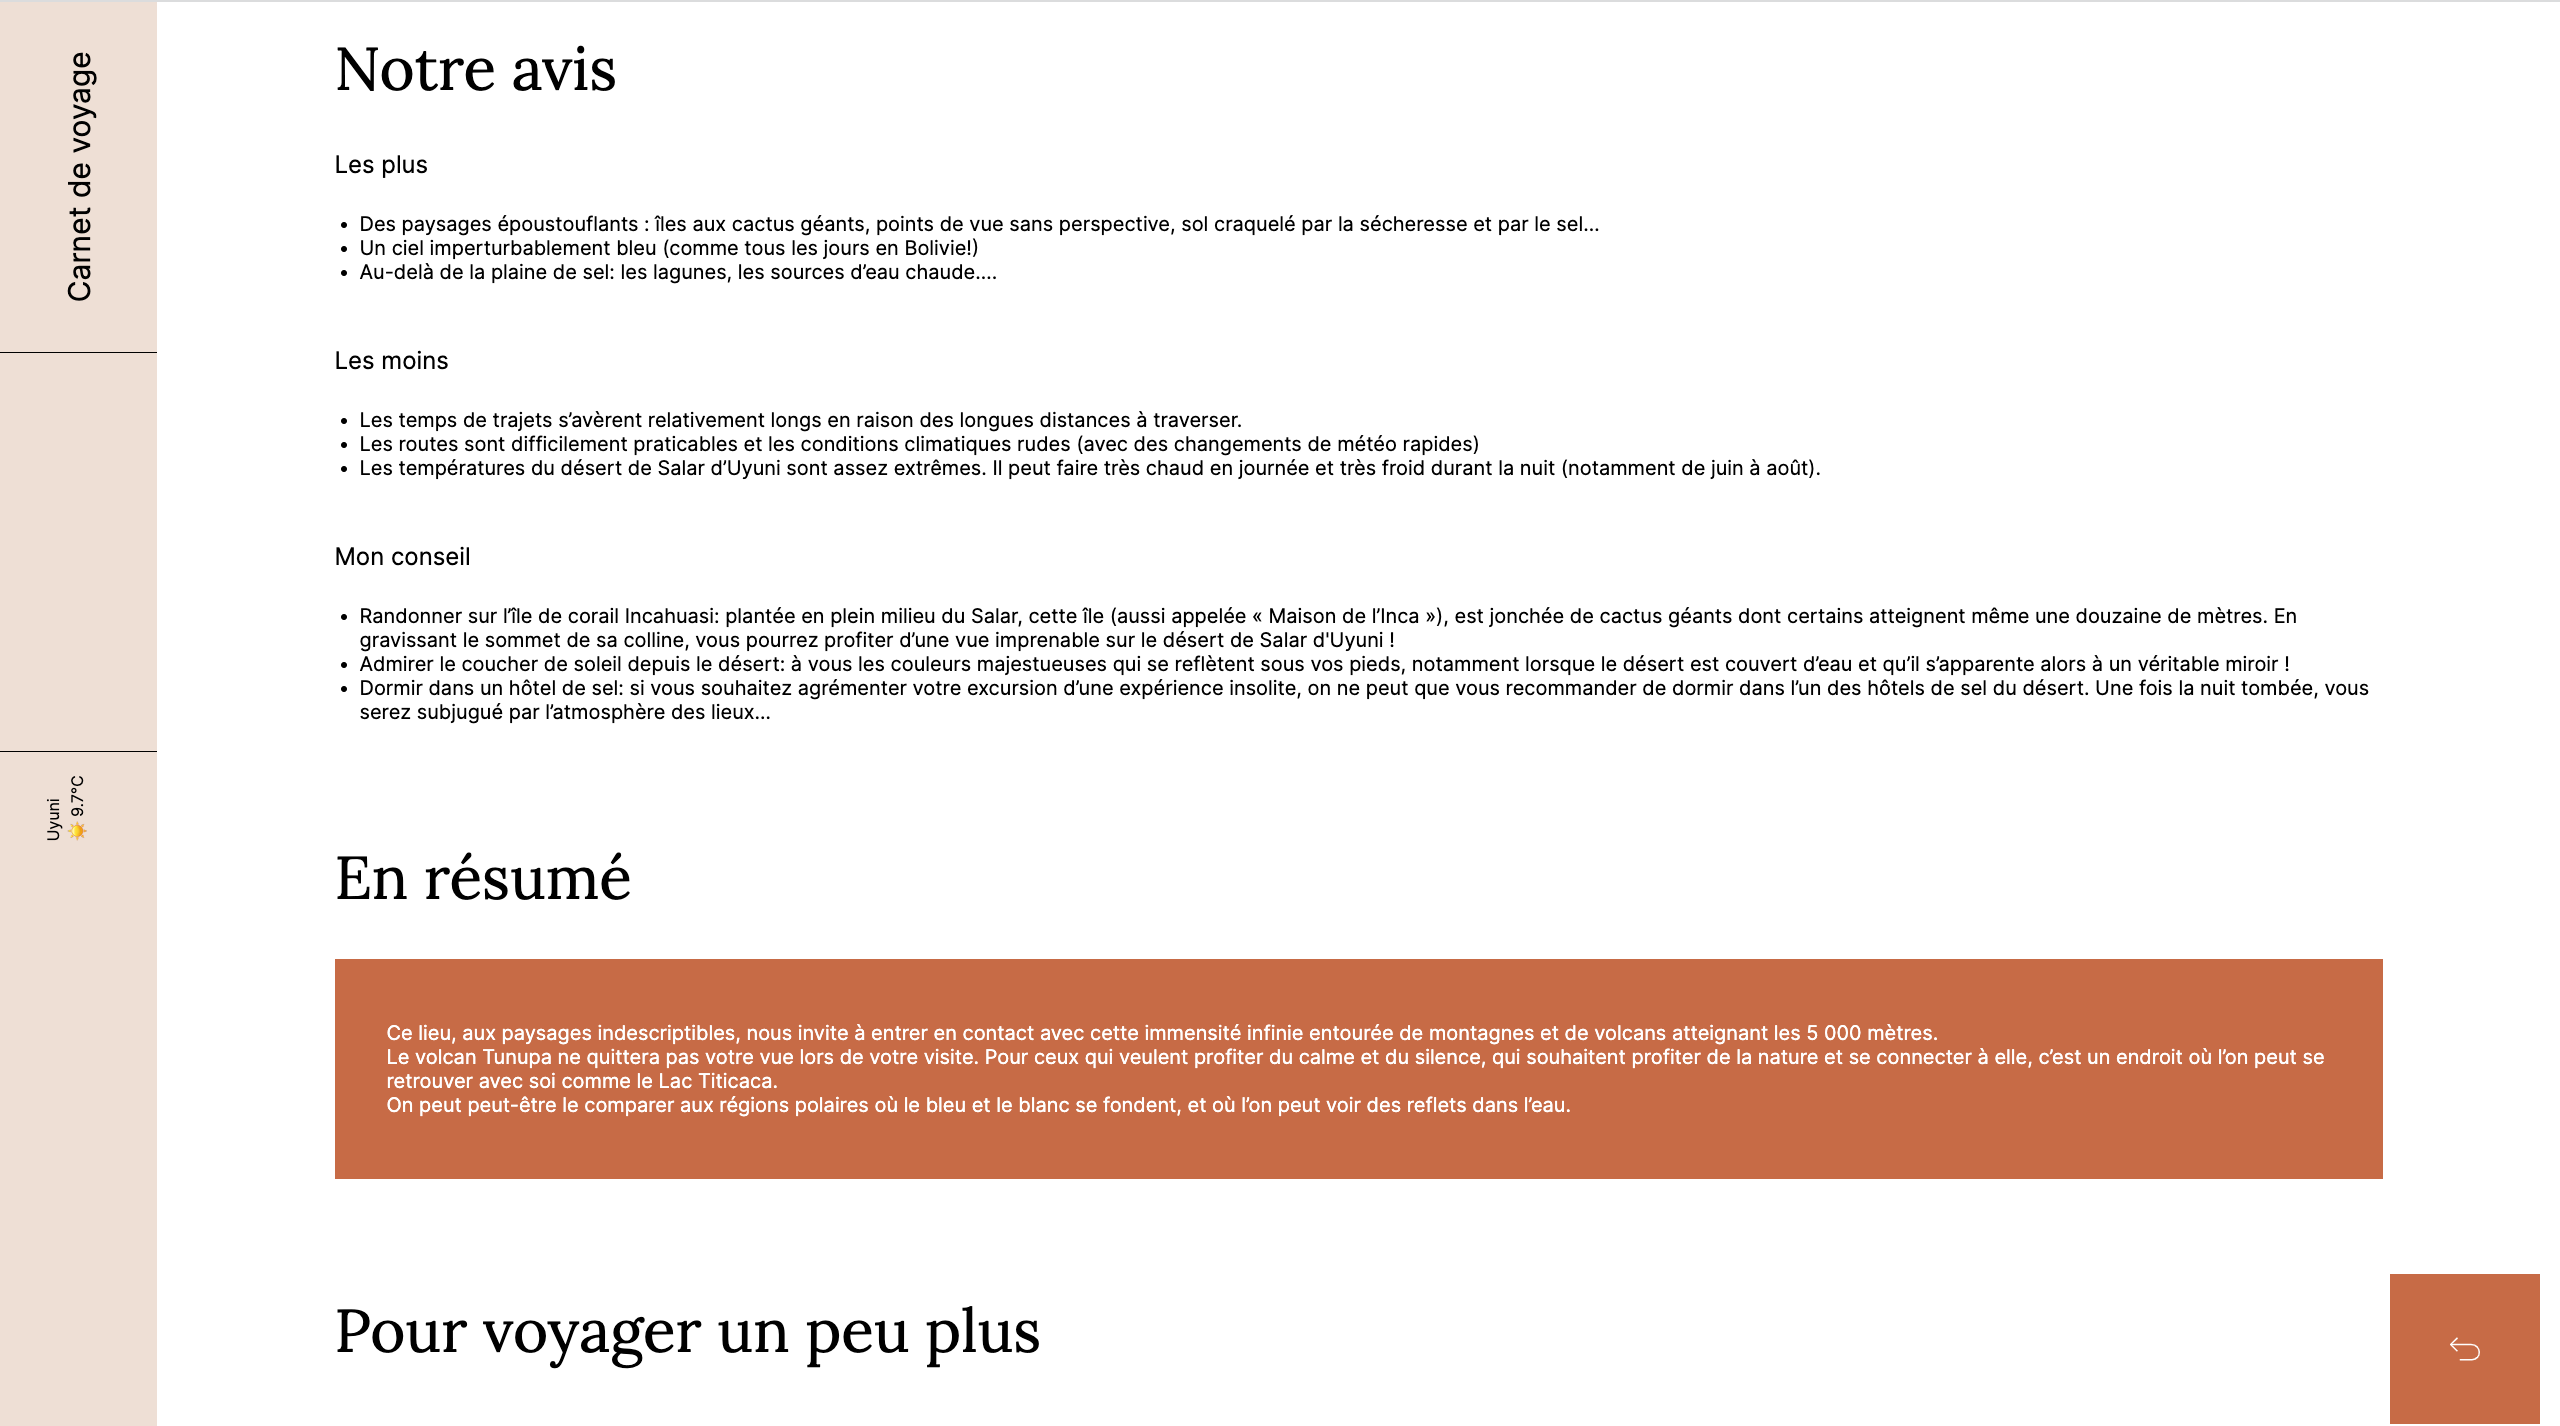 Carnet de voyage
Uyuni
☀️ 9.7°C
Notre avis
Les plus
• Des paysages époustouflants : îles aux cactus géants, points de vue sans perspective, sol craquelé par la sécheresse et par le sel...
• Un ciel imperturbablement bleu (comme tous les jours en Bolivie!)
• Au-delà de la plaine de sel: les lagunes, les sources d’eau chaude....
Les moins
• Les temps de trajets s’avèrent relativement longs en raison des longues distances à traverser.
• Les routes sont difficilement praticables et les conditions climatiques rudes (avec des changements de météo rapides)
• Les températures du désert de Salar d’Uyuni sont assez extrêmes. Il peut faire très chaud en journée et très froid durant la nuit (notamment de juin à août).
Mon conseil
• Randonner sur l’île de corail Incahuasi: plantée en plein milieu du Salar, cette île (aussi appelée « Maison de l’Inca »), est jonchée de cactus géants dont certains atteignent même une douzaine de mètres. En
gravissant le sommet de sa colline, vous pourrez profiter d’une vue imprenable sur le désert de Salar d'Uyuni !
• Admirer le coucher de soleil depuis le désert: à vous les couleurs majestueuses qui se reflètent sous vos pieds, notamment lorsque le désert est couvert d’eau et qu’il s’apparente alors à un véritable miroir !
• Dormir dans un hôtel de sel: si vous souhaitez agrémenter votre excursion d’une expérience insolite, on ne peut que vous recommander de dormir dans l’un des hôtels de sel du désert. Une fois la nuit tombée, vous
serez subjugué par l’atmosphère des lieux...
En résumé
Ce lieu, aux paysages indescriptibles, nous invite à entrer en contact avec cette immensité infinie entourée de montagnes et de volcans atteignant les 5 000 mètres.
Le volcan Tunupa ne quittera pas votre vue lors de votre visite. Pour ceux qui veulent profiter du calme et du silence, qui souhaitent profiter de la nature et se connecter à elle, c’est un endroit où l’on peut se
retrouver avec soi comme le Lac Titicaca.
On peut peut-être le comparer aux régions polaires où le bleu et le blanc se fondent, et où l’on peut voir des reflets dans l’eau.
Pour voyager un peu plus